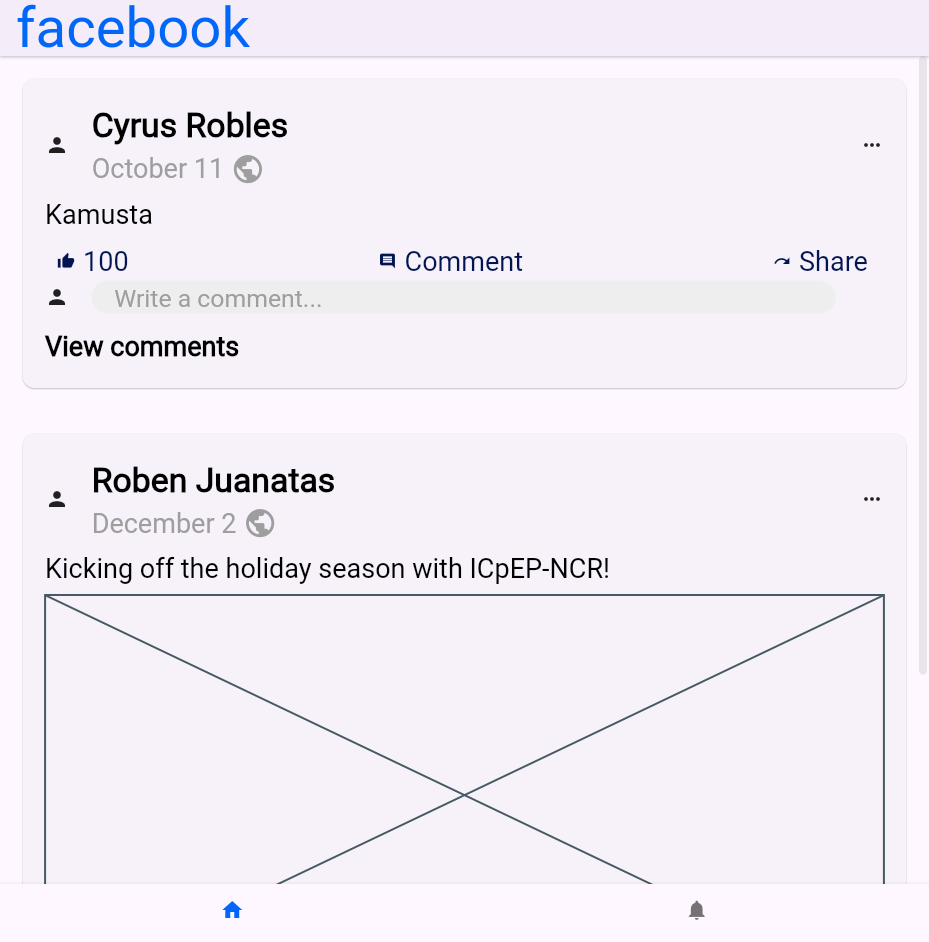 facebook
Cyrus Robles
October 11
Kamusta
100
Comment
Share
Write a comment...
View comments
Roben Juanatas
December 2
Kicking off the holiday season with ICpEP-NCR!